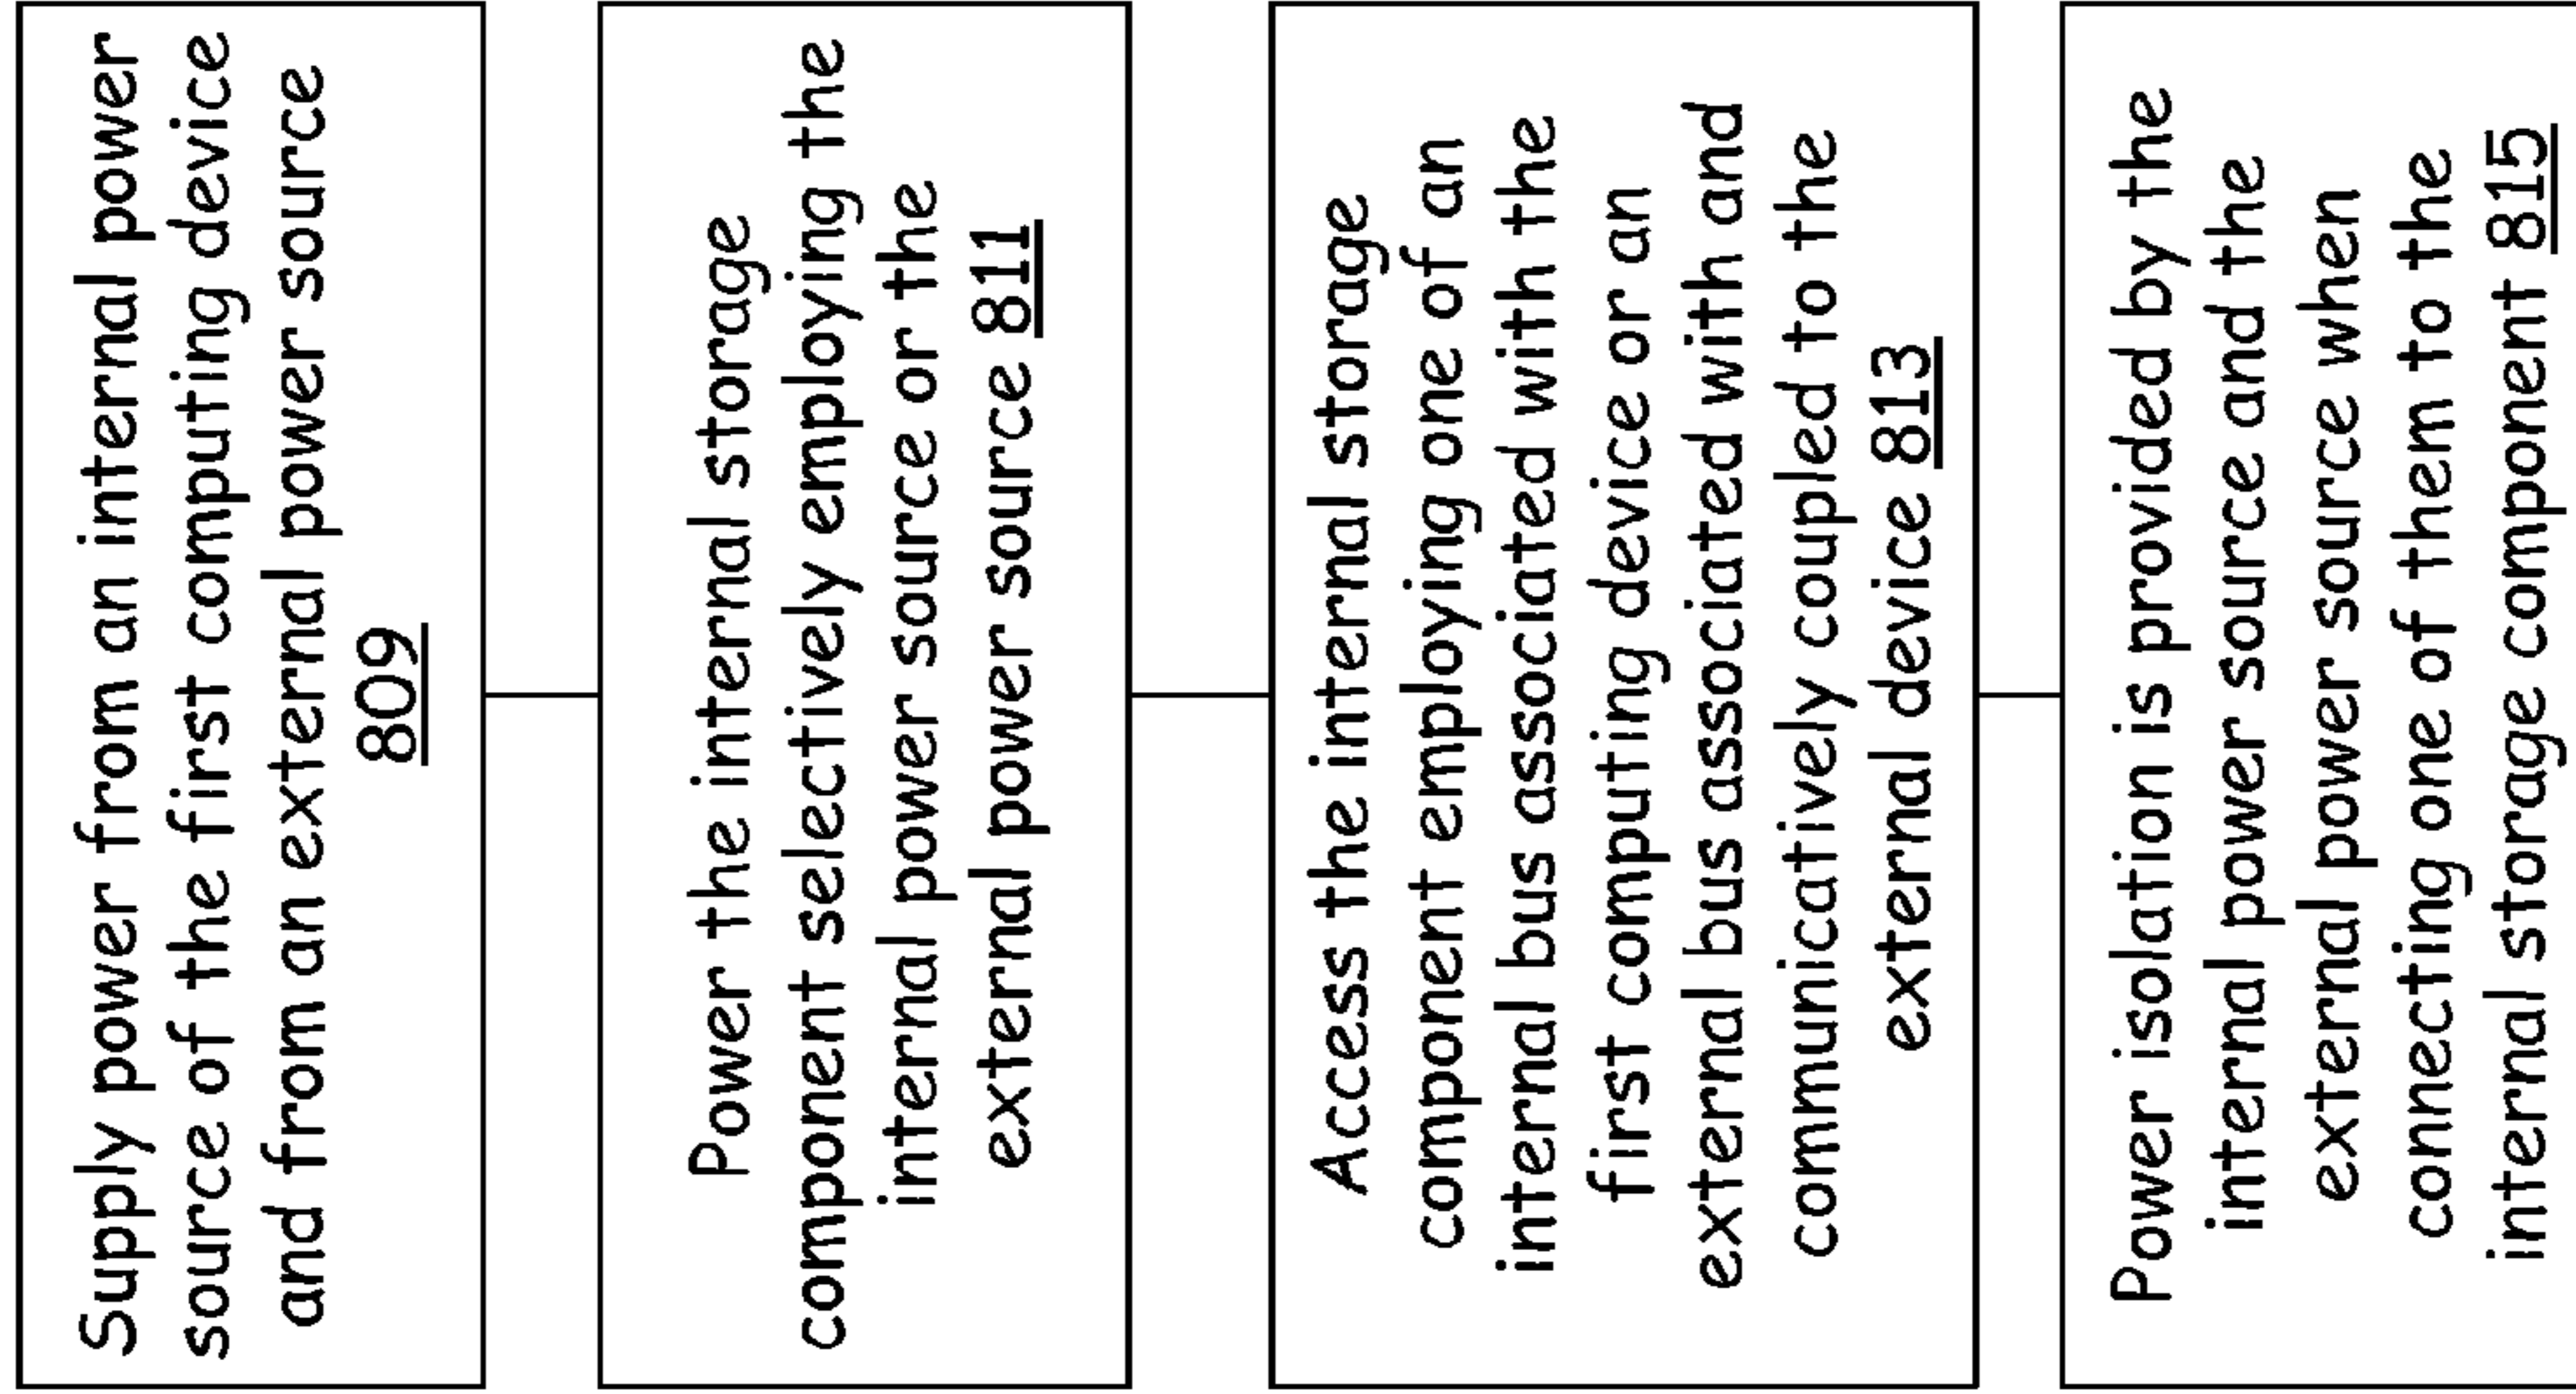 Supply power from an internal power
source of the first computing device
and from an external power source
809
Power the internal storage
component selectively employing the
internal power source or the
external power source 811
Access the internal storage
component employing one of an
internal bus associated with the
first computing device or an
external bus associated with and
communicatively coupled to the
external device 813
Power isolation is provided by the
internal power source and the
external power source when
connecting one of them to the
internal storage component 815